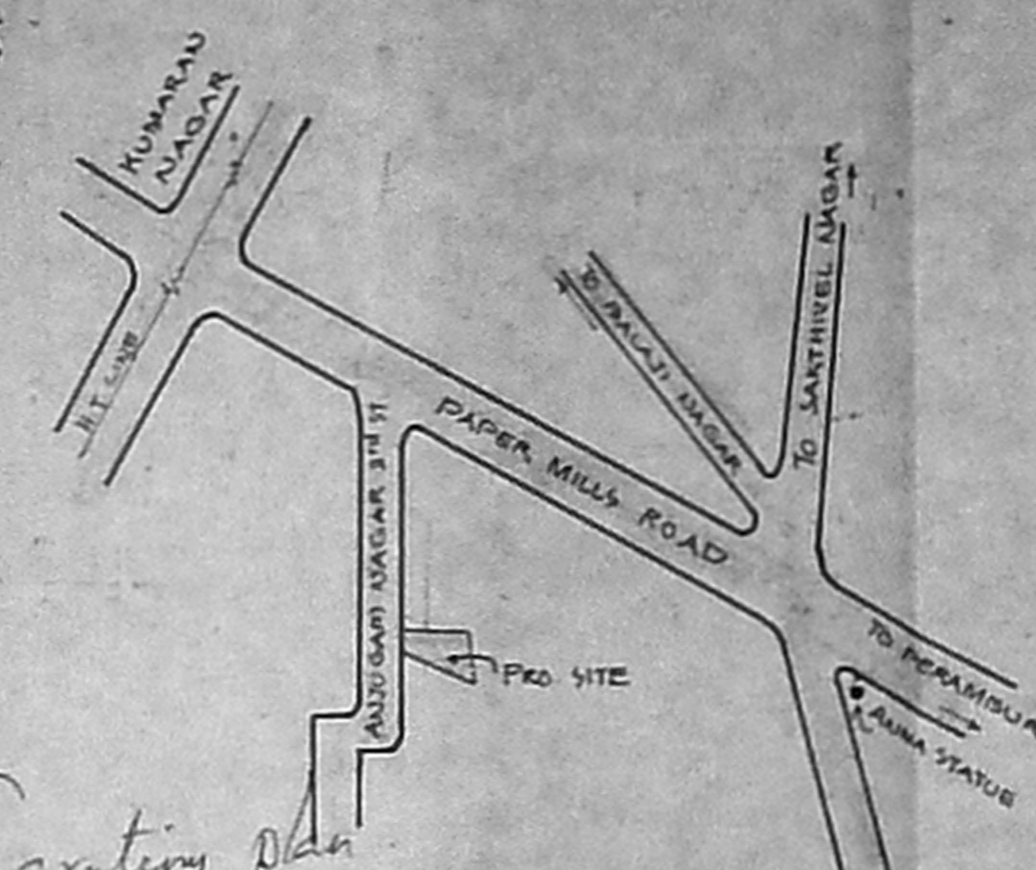 KUMARAN
NAGAR
H.T LINE
TO BALAJI NAGAR
TO SAKTHIVEL NAGAR
PAPER MILLS ROAD
ANJUGAM NAGAR 3rd ST
PRO SITE
TO PERAMBUR
ANNA STATUE